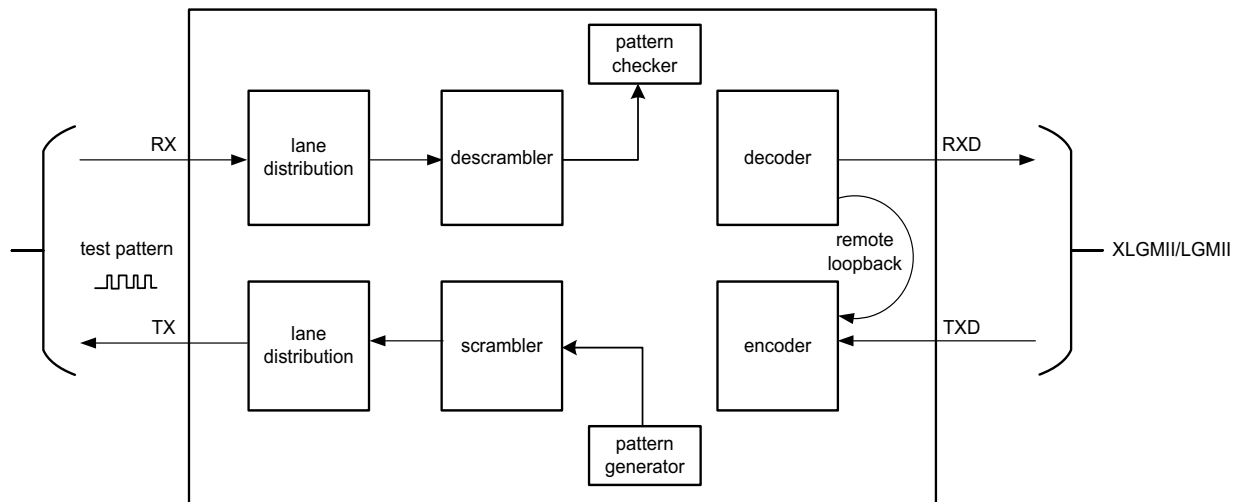 pattern
checker
RX
lane
distribution
descrambler
decoder
RXD
test pattern
remote
loopback
XLGMII/LGMII
TX
lane
distribution
scrambler
encoder
TXD
pattern
generator